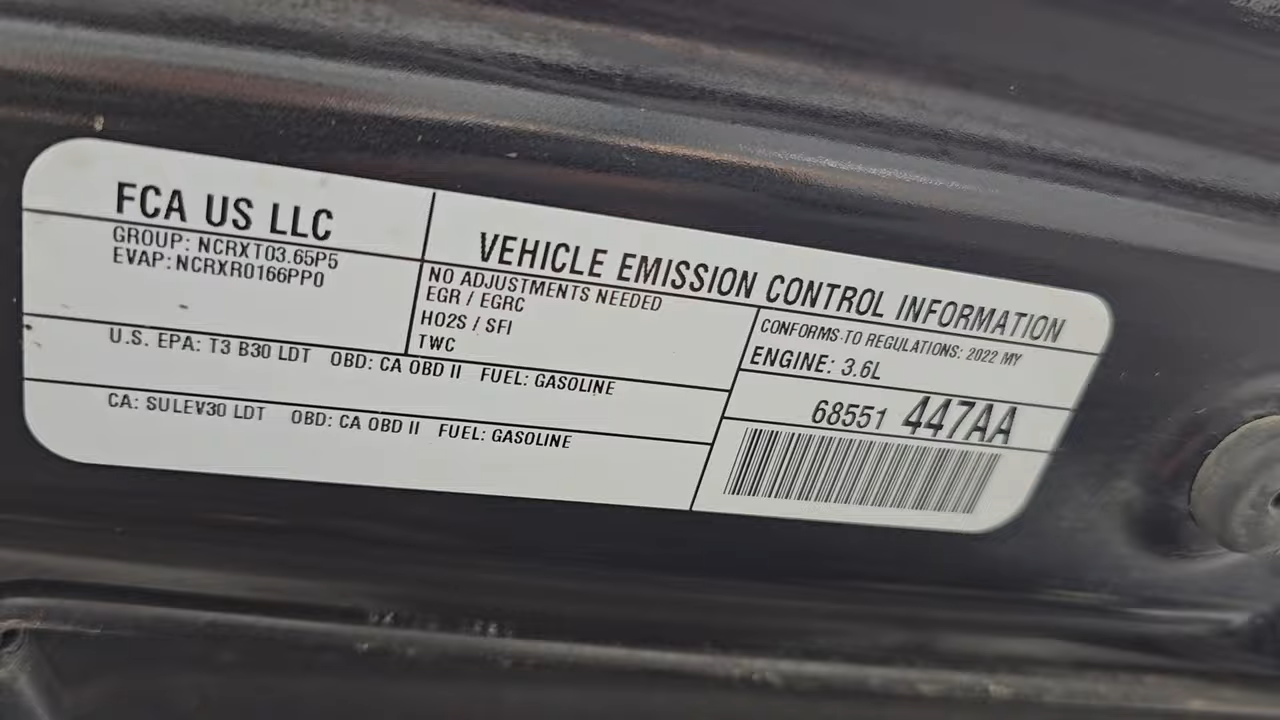 FCA US LLC
GROUP: NCRXT03.65P5
EVAP: NCRXR0166PP0
VEHICLE EMISSION CONTROL INFORMATION
NO ADJUSTMENTS NEEDED
EGR / EGRC
HO2S / SFI
TWC
CONFORMS TO REGULATIONS: 2022 MY
ENGINE: 3.6L
U.S. EPA: T3 B30 LDT OBD: CA OBD II FUEL: GASOLINE
CA: SULEV30 LDT OBD: CA OBD II FUEL: GASOLINE
68551 447AA